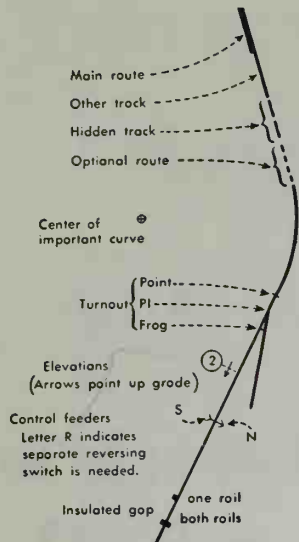 Main route
Other track
Hidden track
Optional route
Center of
important curve
Turnout
Point
PI
Frog
2
Elevations
(Arrows point up grade)
S
N
Control feeders
Letter R indicates
separate reversing
switch is needed.
Insulated gap
one rail
both rails